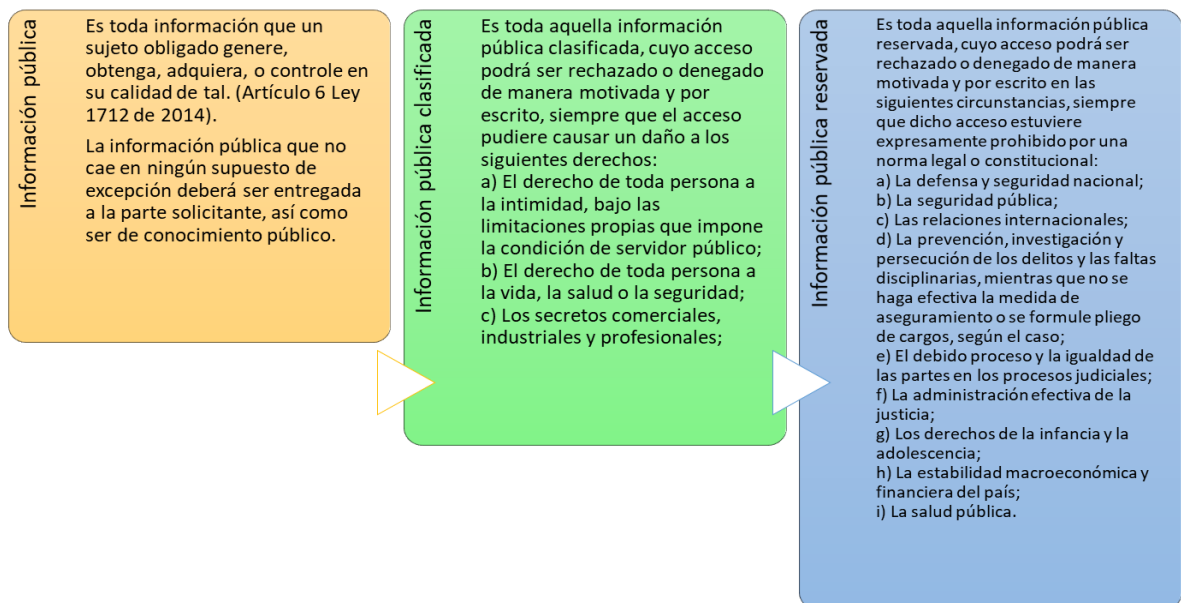 Información pública
Es toda información que un
sujeto obligado genere,
obtenga, adquiera, o controle en
su calidad de tal. (Artículo 6 Ley
1712 de 2014).
La información pública que no
cae en ningún supuesto de
excepción deberá ser entregada
a la parte solicitante, así como
ser de conocimiento público.
Información pública clasificada
Es toda aquella información
pública clasificada, cuyo acceso
podrá ser rechazado o denegado
de manera motivada y por
escrito, siempre que el acceso
pudiere causar un daño a los
siguientes derechos:
a) El derecho de toda persona a
la intimidad, bajo las
limitaciones propias que impone
la condición de servidor público;
b) El derecho de toda persona a
la vida, la salud o la seguridad;
c) Los secretos comerciales,
industriales y profesionales;
Información pública reservada
Es toda aquella información pública
reservada, cuyo acceso podrá ser
rechazado o denegado de manera
motivada y por escrito en las
siguientes circunstancias, siempre
que dicho acceso estuviere
expresamente prohibido por una
norma legal o constitucional:
a) La defensa y seguridad nacional;
b) La seguridad pública;
c) Las relaciones internacionales;
d) La prevención, investigación y
persecución de los delitos y las faltas
disciplinarias, mientras que no se
haga efectiva la medida de
aseguramiento o se formule pliego
de cargos, según el caso;
e) El debido proceso y la igualdad de
las partes en los procesos judiciales;
f) La administración efectiva de la
justicia;
g) Los derechos de la infancia y la
adolescencia;
h) La estabilidad macroeconómica y
financiera del país;
i) La salud pública.